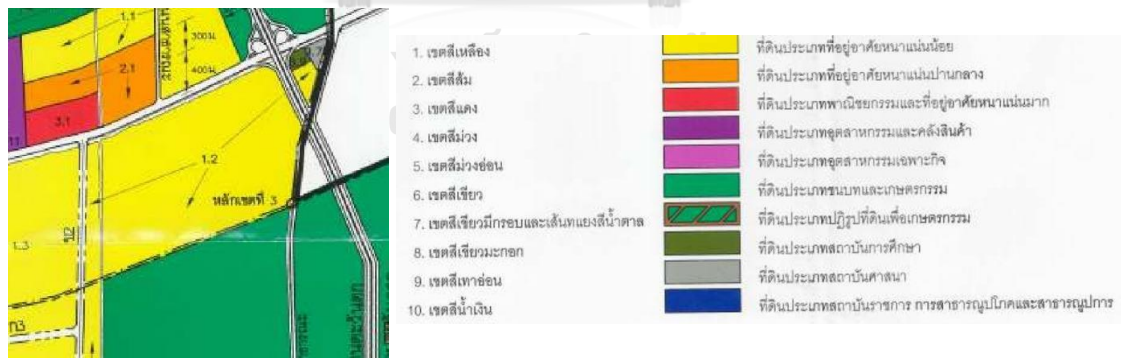 1.1
300ม.
2.1
400ม.
3.1
1.2
หลักเขตที่ 3
1.3
ก3
1. เขตสีเหลือง
2. เขตสีส้ม
3. เขตสีแดง
4. เขตสีม่วง
5. เขตสีม่วงอ่อน
6. เขตสีเขียว
7. เขตสีเขียวมีกรอบและเส้นทแยงสีน้ำตาล
8. เขตสีเขียวมะกอก
9. เขตสีเทาอ่อน
10. เขตสีน้ำเงิน
ที่ดินประเภทที่อยู่อาศัยหนาแน่นน้อย
ที่ดินประเภทที่อยู่อาศัยหนาแน่นปานกลาง
ที่ดินประเภทพาณิชยกรรมและที่อยู่อาศัยหนาแน่นมาก
ที่ดินประเภทอุตสาหกรรมและคลังสินค้า
ที่ดินประเภทอุตสาหกรรมเฉพาะกิจ
ที่ดินประเภทชนบทและเกษตรกรรม
ที่ดินประเภทปฏิรูปที่ดินเพื่อเกษตรกรรม
ที่ดินประเภทสถาบันการศึกษา
ที่ดินประเภทสถาบันศาสนา
ที่ดินประเภทสถาบันราชการ การสาธารณูปโภคและสาธารณูปการ